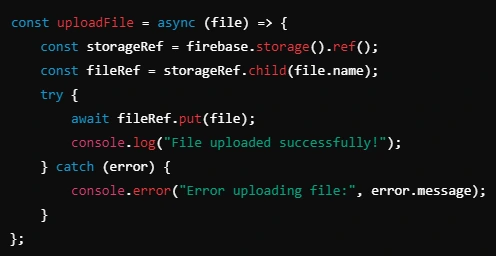 const uploadFile = async (file) => {
    const storageRef = firebase.storage().ref();
    const fileRef = storageRef.child(file.name);
    try {
        await fileRef.put(file);
        console.log("File uploaded successfully!");
    } catch (error) {
        console.error("Error uploading file:", error.message);
    }
};